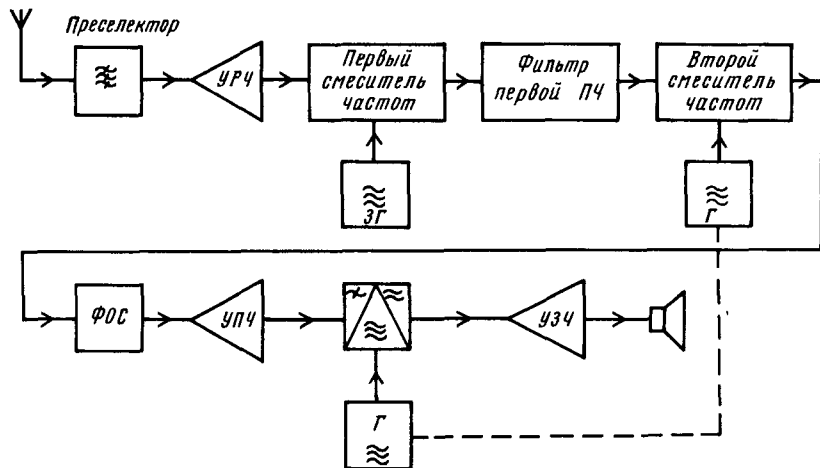 Преселектор
УРЧ
Первый
смеситель
частот
Фильтр
первой ПЧ
Второй
смеситель
частот
ЗГ
Г
ФОС
УПЧ
УЗЧ
Г